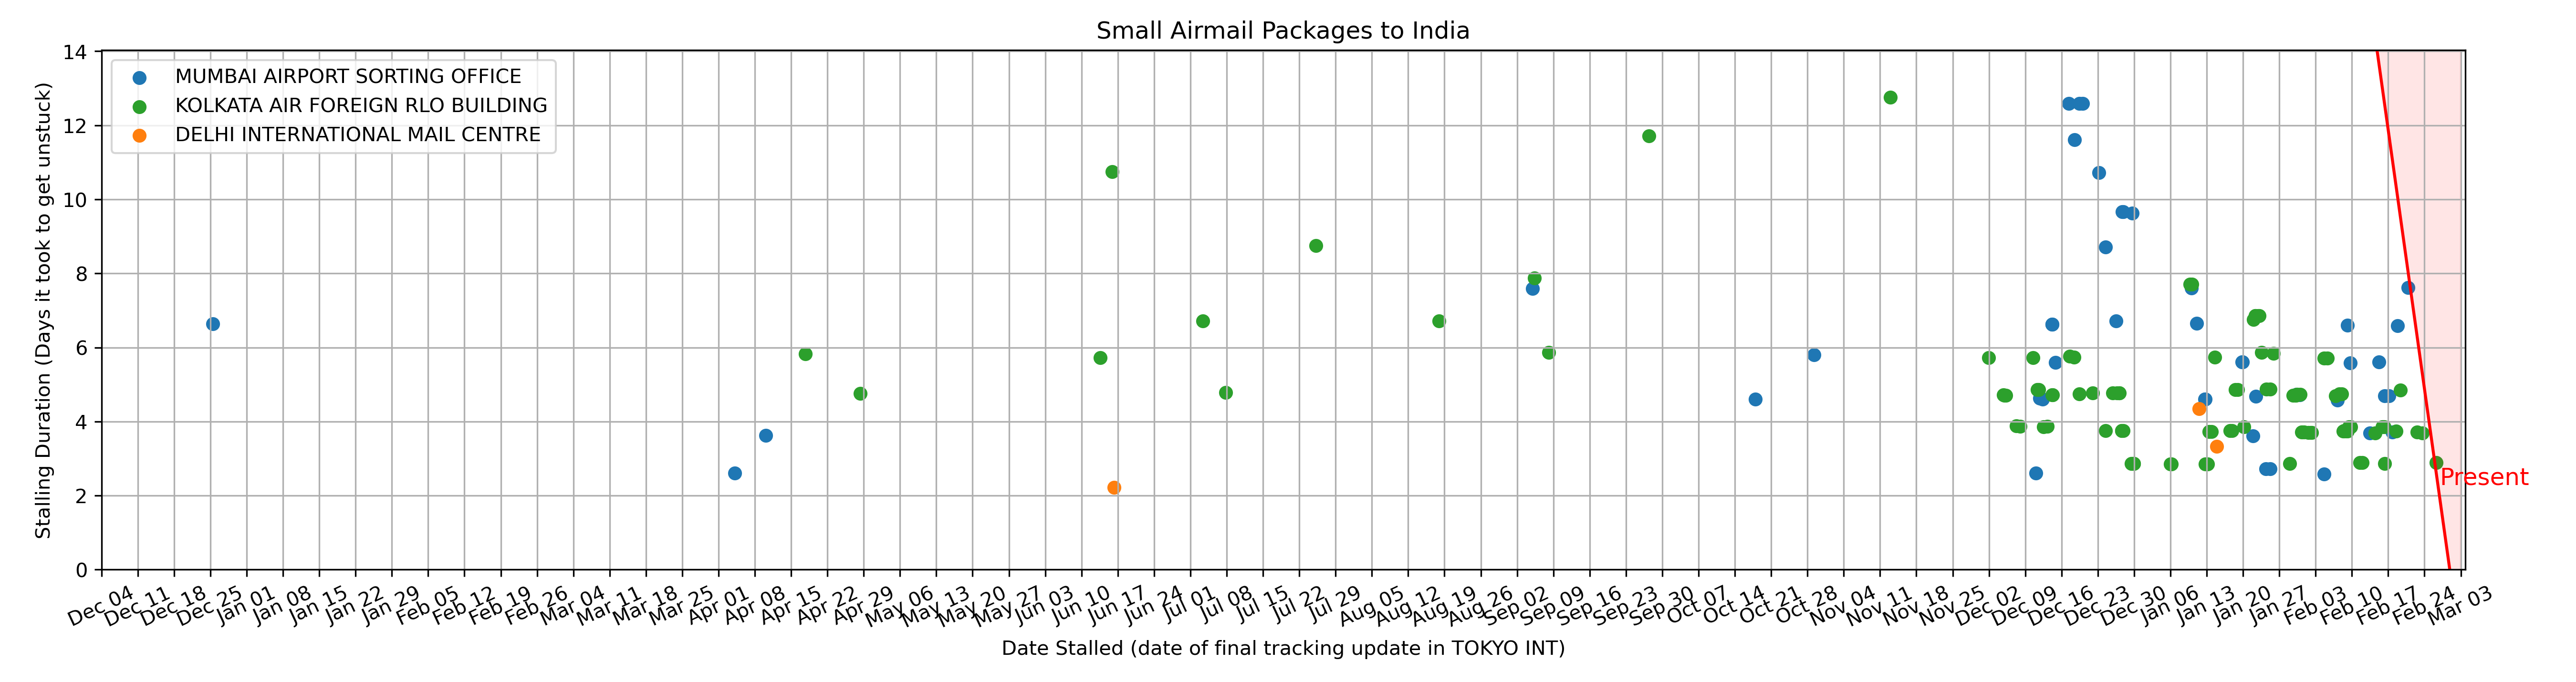 Small Airmail Packages to India
Stalling Duration (Days it took to get unstuck)
14
12
10
8
6
4
2
0
MUMBAI AIRPORT SORTING OFFICE
KOLKATA AIR FOREIGN RLO BUILDING
DELHI INTERNATIONAL MAIL CENTRE
Present
Dec 04 Dec 11 Dec 18 Dec 25 Jan 01 Jan 08 Jan 15 Jan 22 Jan 29 Feb 05 Feb 12 Feb 19 Feb 26 Mar 04 Mar 11 Mar 18 Mar 25 Apr 01 Apr 08 Apr 15 Apr 22 Apr 29 May 06 May 13 May 20 May 27 Jun 03 Jun 10 Jun 17 Jun 24 Jul 01 Jul 08 Jul 15 Jul 22 Jul 29 Aug 05 Aug 12 Aug 19 Aug 26 Sep 02 Sep 09 Sep 16 Sep 23 Sep 30 Oct 07 Oct 14 Oct 21 Oct 28 Nov 04 Nov 11 Nov 18 Nov 25 Dec 02 Dec 09 Dec 16 Dec 23 Dec 30 Jan 06 Jan 13 Jan 20 Jan 27 Feb 03 Feb 10 Feb 17 Feb 24 Mar 03
Date Stalled (date of final tracking update in TOKYO INT)